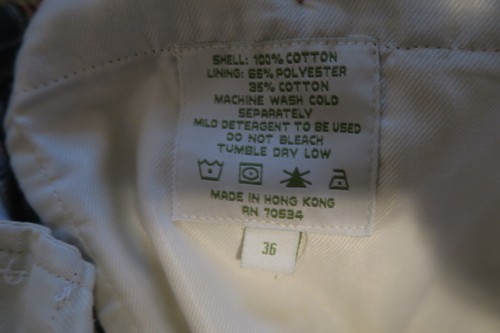 SHELL: 100% COTTON
LINING: 65% POLYESTER
35% COTTON
MACHINE WASH COLD
SEPARATELY
MILD DETERGENT TO BE USED
DO NOT BLEACH
TUMBLE DRY LOW
MADE IN HONG KONG
RN 70534
36